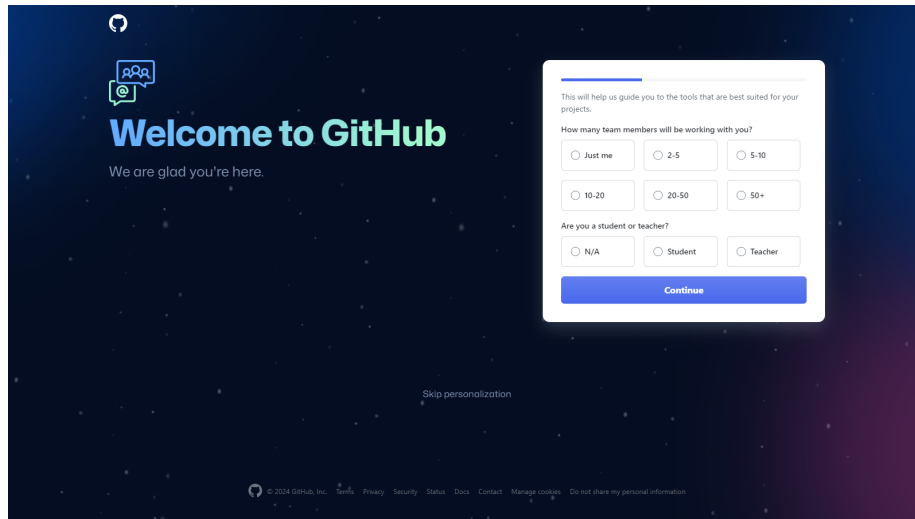 @
Welcome to GitHub
We are glad you're here.
This will help us guide you to the tools that are best suited for your
projects.
How many team members will be working with you?
Just me
2-5
5-10
10-20
20-50
50+
Are you a student or teacher?
N/A
Student
Teacher
Continue
Skip personalization
© 2024 GitHub, Inc. Terms Privacy Security Status Docs Contact Manage cookies Do not share my personal information